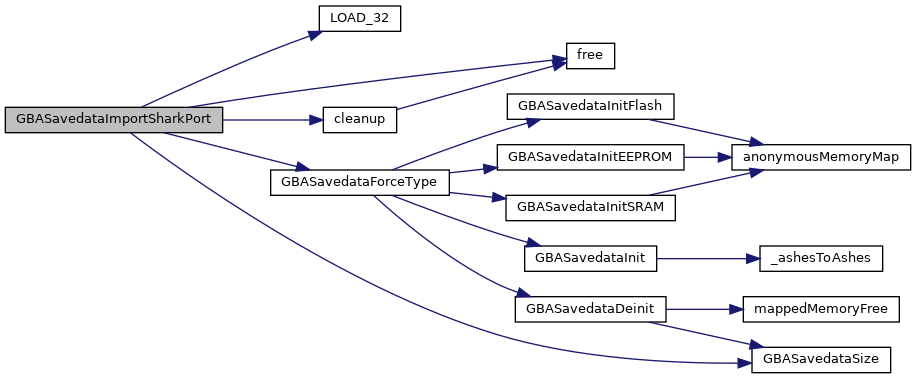 LOAD_32
free
GBASavedataImportSharkPort
cleanup
GBASavedataInitFlash
GBASavedataInitEEPROM
anonymousMemoryMap
GBASavedataForceType
GBASavedataInitSRAM
GBASavedataInit
_ashesToAshes
GBASavedataDeinit
mappedMemoryFree
GBASavedataSize